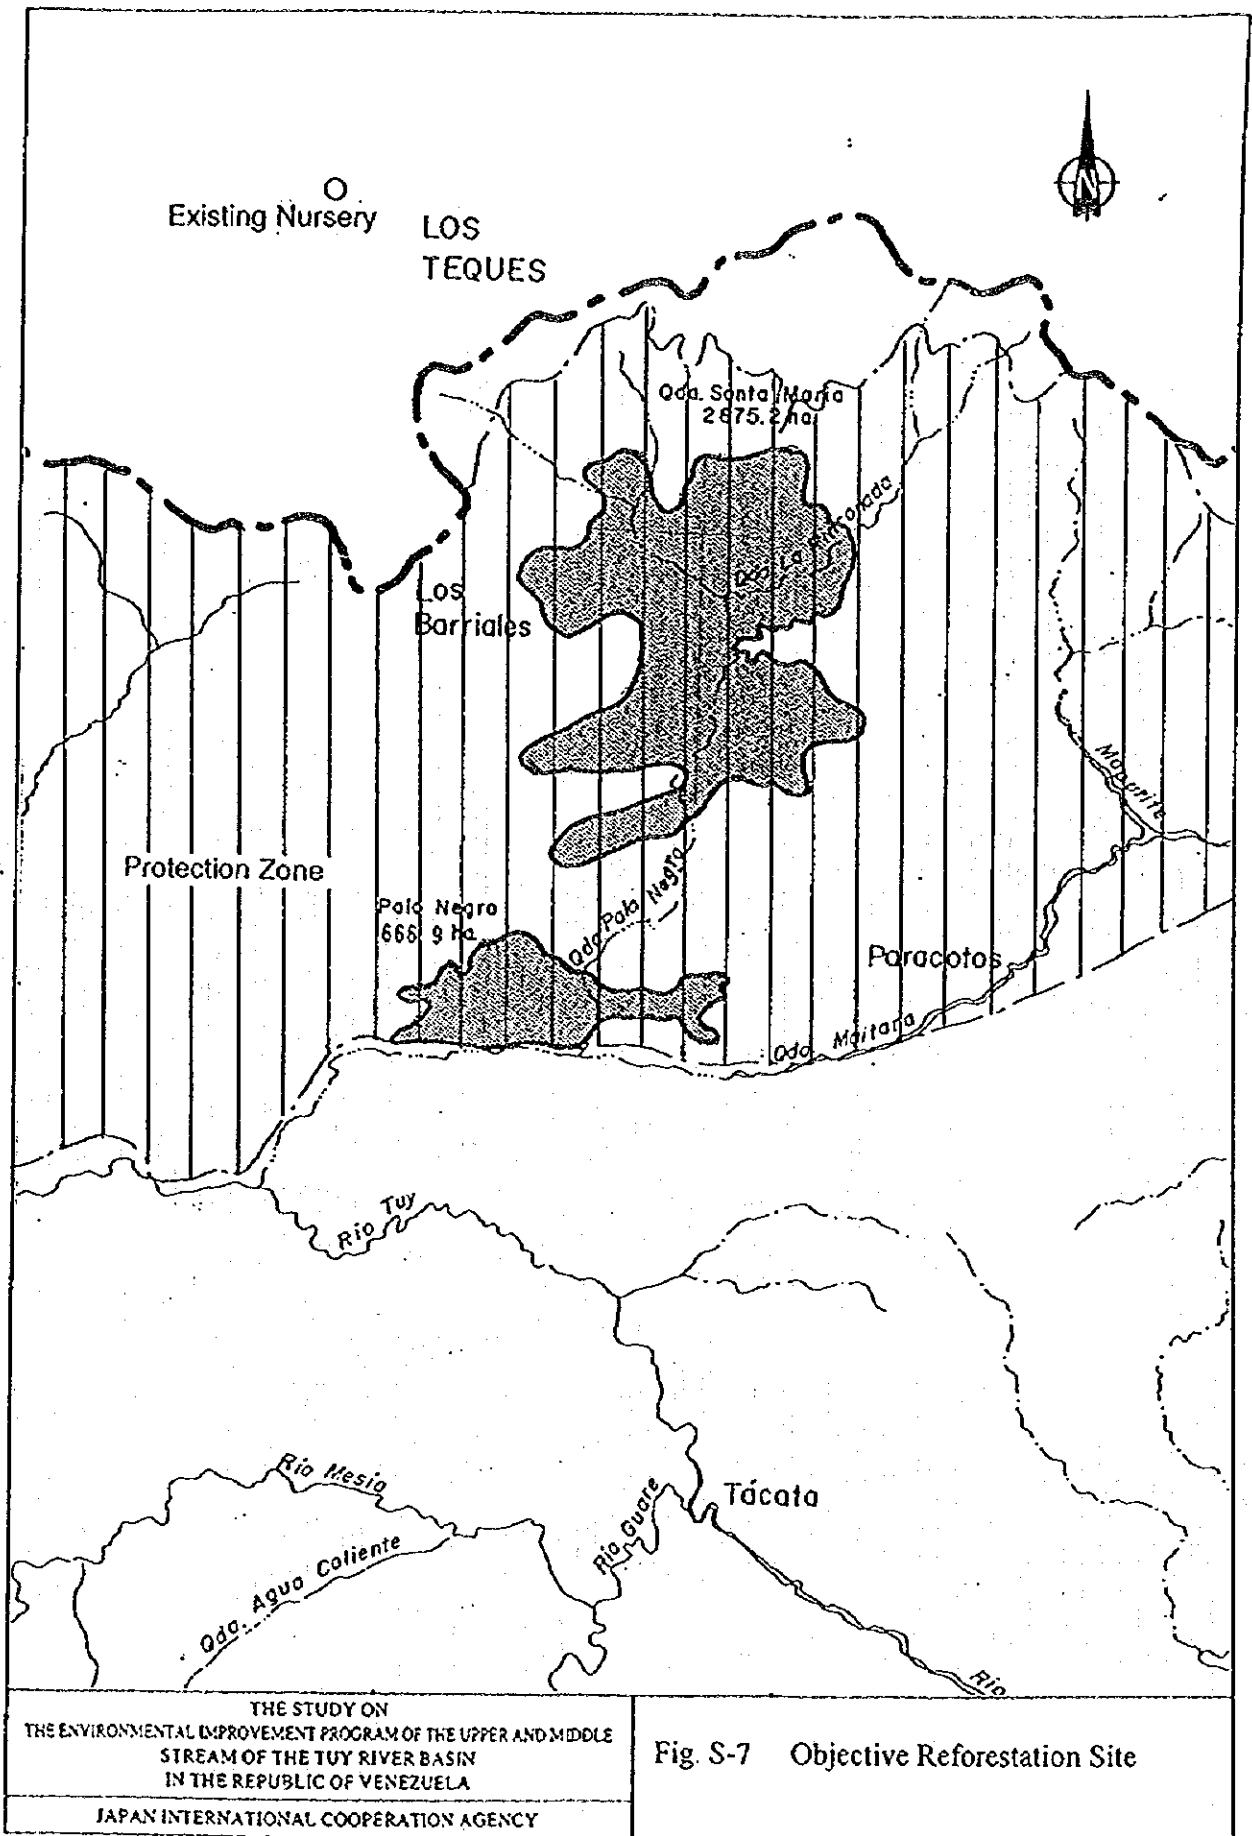 N
Existing Nursery
LOS
TEQUES
Qda. Santa Maria
2875.2 ha
Qda. La
LOS
Barriales
Mapurite
Protection Zone
Palo Negro
666.9 ha
Qda. Palo Negro
Paracotos
Qda. Maitana
Rio Tuy
Rio Mesia
Rio Guare
Tácata
Qda. Agua Caliente
Rio
THE STUDY ON
THE ENVIRONMENTAL IMPROVEMENT PROGRAM OF THE UPPER AND MIDDLE
STREAM OF THE TUY RIVER BASIN
IN THE REPUBLIC OF VENEZUELA
JAPAN INTERNATIONAL COOPERATION AGENCY
Fig. S-7 Objective Reforestation Site